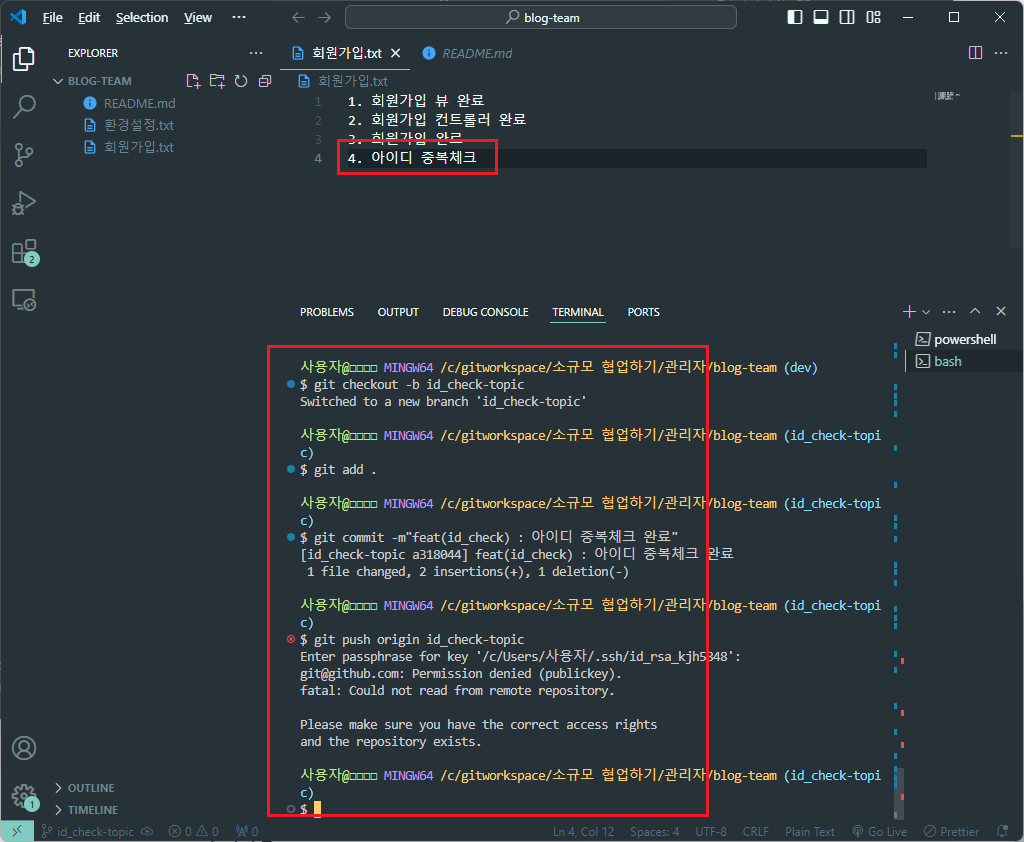 File Edit Selection View ··· blog-team
EXPLORER ···
BLOG-TEAM
README.md
환경설정.txt
회원가입.txt
회원가입.txt README.md
회원가입.txt
1 1. 회원가입 뷰 완료
2 2. 회원가입 컨트롤러 완료
3 3. 회원가입 완료
4 4. 아이디 중복체크
PROBLEMS OUTPUT DEBUG CONSOLE TERMINAL PORTS
powershell
bash
사용자@□□□□ MINGW64 /c/gitworkspace/소규모 협업하기/관리자/blog-team (dev)
$ git checkout -b id_check-topic
Switched to a new branch 'id_check-topic'
사용자@□□□□ MINGW64 /c/gitworkspace/소규모 협업하기/관리자/blog-team (id_check-topi
c)
$ git add .
사용자@□□□□ MINGW64 /c/gitworkspace/소규모 협업하기/관리자/blog-team (id_check-topi
c)
$ git commit -m"feat(id_check) : 아이디 중복체크 완료"
[id_check-topic a318044] feat(id_check) : 아이디 중복체크 완료
1 file changed, 2 insertions(+), 1 deletion(-)
사용자@□□□□ MINGW64 /c/gitworkspace/소규모 협업하기/관리자/blog-team (id_check-topi
c)
$ git push origin id_check-topic
Enter passphrase for key '/c/Users/사용자/.ssh/id_rsa_kjh5848':
git@github.com: Permission denied (publickey).
fatal: Could not read from remote repository.
Please make sure you have the correct access rights
and the repository exists.
사용자@□□□□ MINGW64 /c/gitworkspace/소규모 협업하기/관리자/blog-team (id_check-topi
c)
$
2
1
OUTLINE
TIMELINE
id_check-topic 0 0 0 Ln 4, Col 12 Spaces: 4 UTF-8 CRLF Plain Text Go Live Prettier